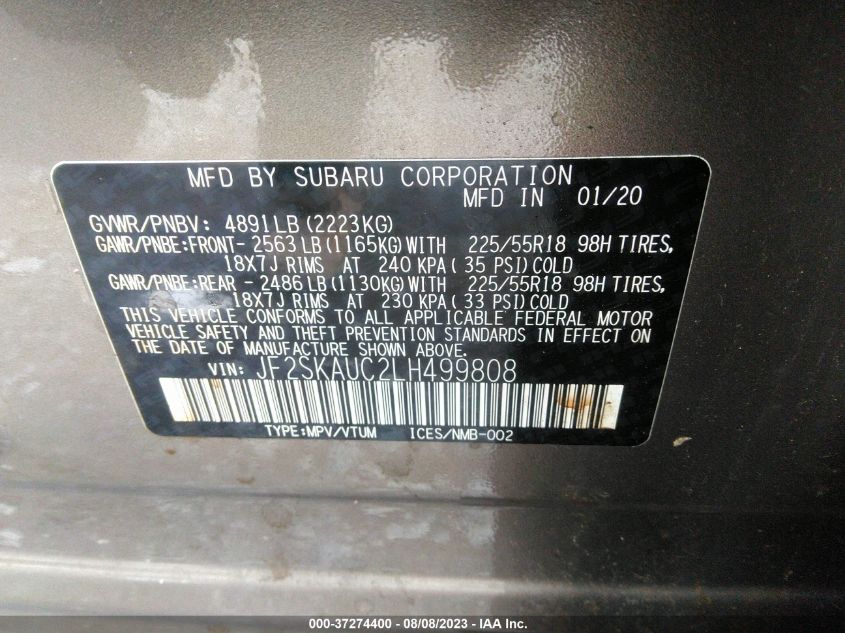 MFD BY SUBARU CORPORATION
MFD IN 01/20
GVWR/PNBV: 4891LB (2223KG)
GAWR/PNBE:FRONT- 2563 LB (1165KG) WITH 225/55R18 98H TIRES,
18X7J RIMS AT 240 KPA ( 35 PSI) COLD
GAWR/PNBE:REAR - 2486 LB (1130KG) WITH 225/55R18 98H TIRES,
18X7J RIMS AT 230 KPA ( 33 PSI) COLD
THIS VEHICLE CONFORMS TO ALL APPLICABLE FEDERAL MOTOR
VEHICLE SAFETY AND THEFT PREVENTION STANDARDS IN EFFECT ON
THE DATE OF MANUFACTURE SHOWN ABOVE.
VIN: JF2SKAUC2LH499808
TYPE:MPV/VTUM ICES/NMB-002
000-37274400 - 08/08/2023 - IAA Inc.